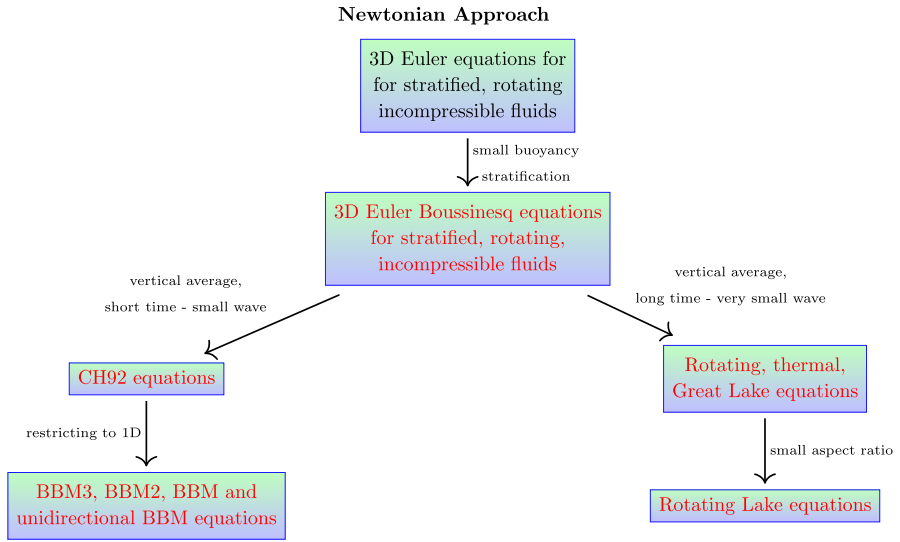 Newtonian Approach
3D Euler equations for
for stratified, rotating
incompressible fluids
small buoyancy
stratification
3D Euler Boussinesq equations
for stratified, rotating,
incompressible fluids
vertical average,
short time - small wave
vertical average,
long time - very small wave
CH92 equations
Rotating, thermal,
Great Lake equations
restricting to 1D
small aspect ratio
BBM3, BBM2, BBM and
unidirectional BBM equations
Rotating Lake equations